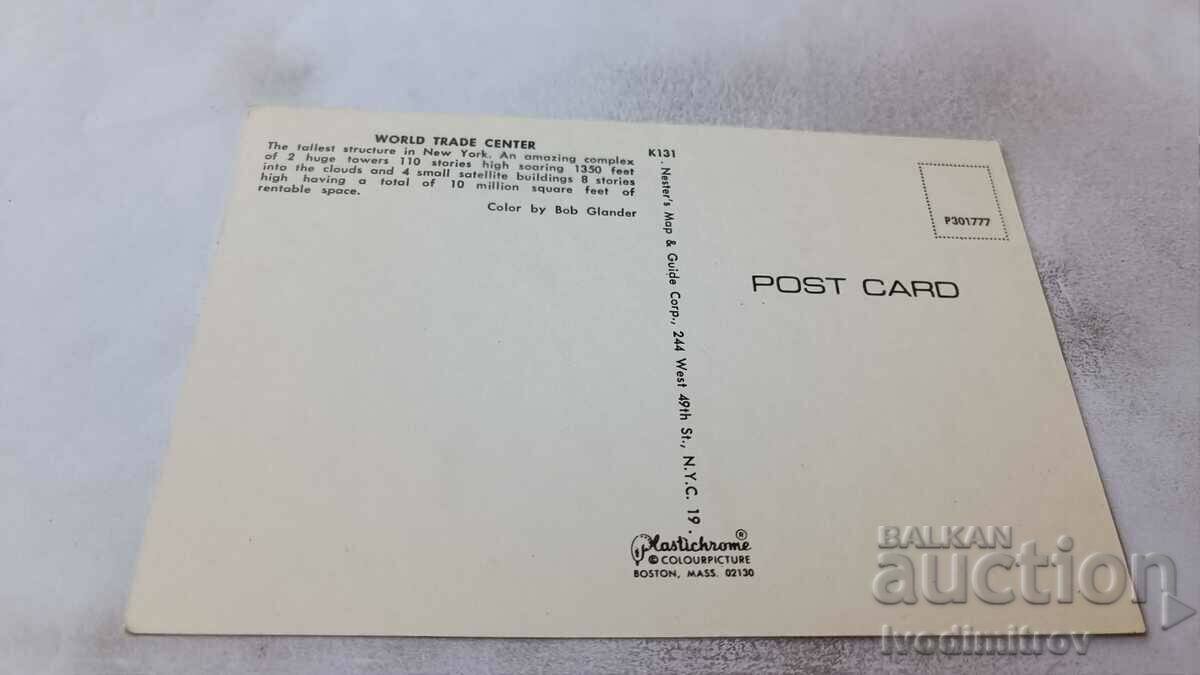 WORLD TRADE CENTER
The tallest structure in New York. An amazing complex
of 2 huge towers 110 stories high soaring 1350 feet
into the clouds and 4 small satellite buildings 8 stories
high having a total of 10 million square feet of
rentable space.
Color by Bob Glander
K131
. Nester's Map & Guide Corp., 244 West 49th St., N.Y.C. 19 .
P301777
POST CARD
Plastichrome ®
© COLOURPICTURE
BOSTON, MASS. 02130
BALKAN
auction
Ivodimitrov